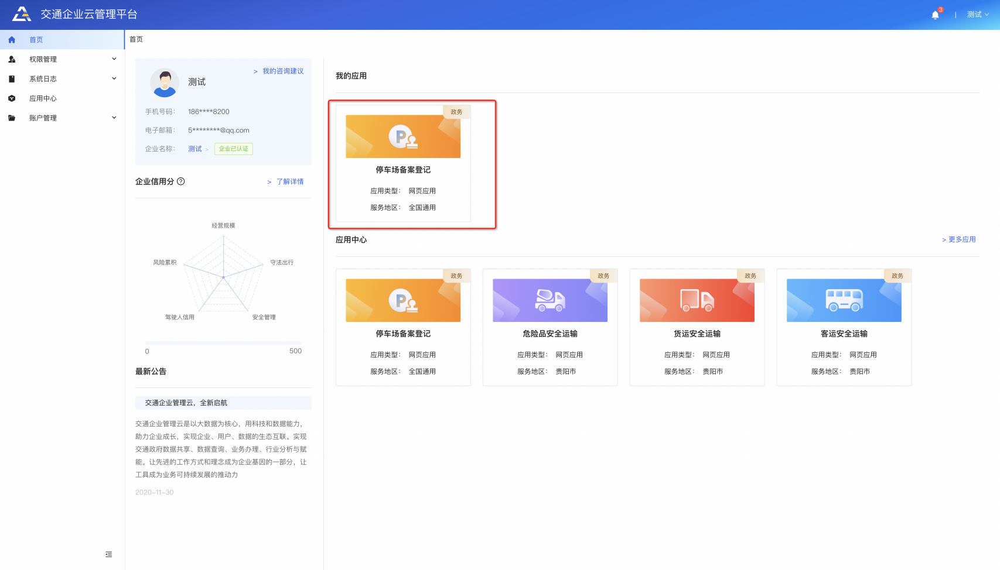 交通企业云管理平台
3
|
测试
首页
权限管理
系统日志
应用中心
账户管理
首页
> 我的咨询建议
测试
手机号码： 186****8200
电子邮箱： 5********@qq.com
企业名称： 测试 > 企业已认证
企业信用分 ?
> 了解详情
经营规模
风险累积
守法出行
驾驶人信用
安全管理
0
500
最新公告
交通企业管理云，全新启航
交通企业管理云是以大数据为核心，用科技和数据能力，
助力企业成长，实现企业、用户、数据的生态互联。实现
交通政府数据共享、数据查询、业务办理、行业分析与赋
能。让先进的工作方式和理念成为企业基因的一部分，让
工具成为业务可持续发展的推动力
2020-11-30
我的应用
政务
P
停车场备案登记
应用类型： 网页应用
服务地区： 全国通用
应用中心
> 更多应用
政务
P
停车场备案登记
应用类型： 网页应用
服务地区： 全国通用
政务
危险品安全运输
应用类型： 网页应用
服务地区： 贵阳市
政务
货运安全运输
应用类型： 网页应用
服务地区： 贵阳市
政务
客运安全运输
应用类型： 网页应用
服务地区： 贵阳市